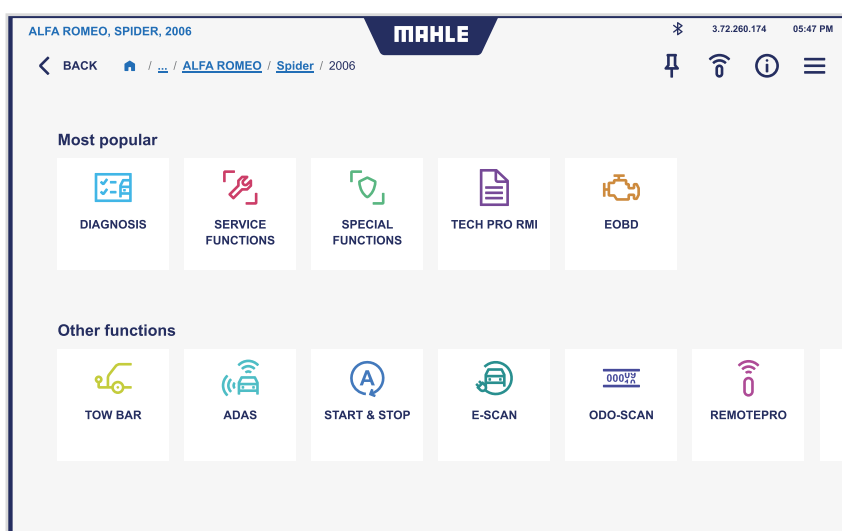 ALFA ROMEO, SPIDER, 2006
MAHLE
3.72.260.174
05:47 PM
BACK / ... / ALFA ROMEO / Spider / 2006
Most popular
DIAGNOSIS
SERVICE
FUNCTIONS
SPECIAL
FUNCTIONS
TECH PRO RMI
EOBD
Other functions
TOW BAR
ADAS
A
START & STOP
E-SCAN
ODO-SCAN
REMOTEPRO